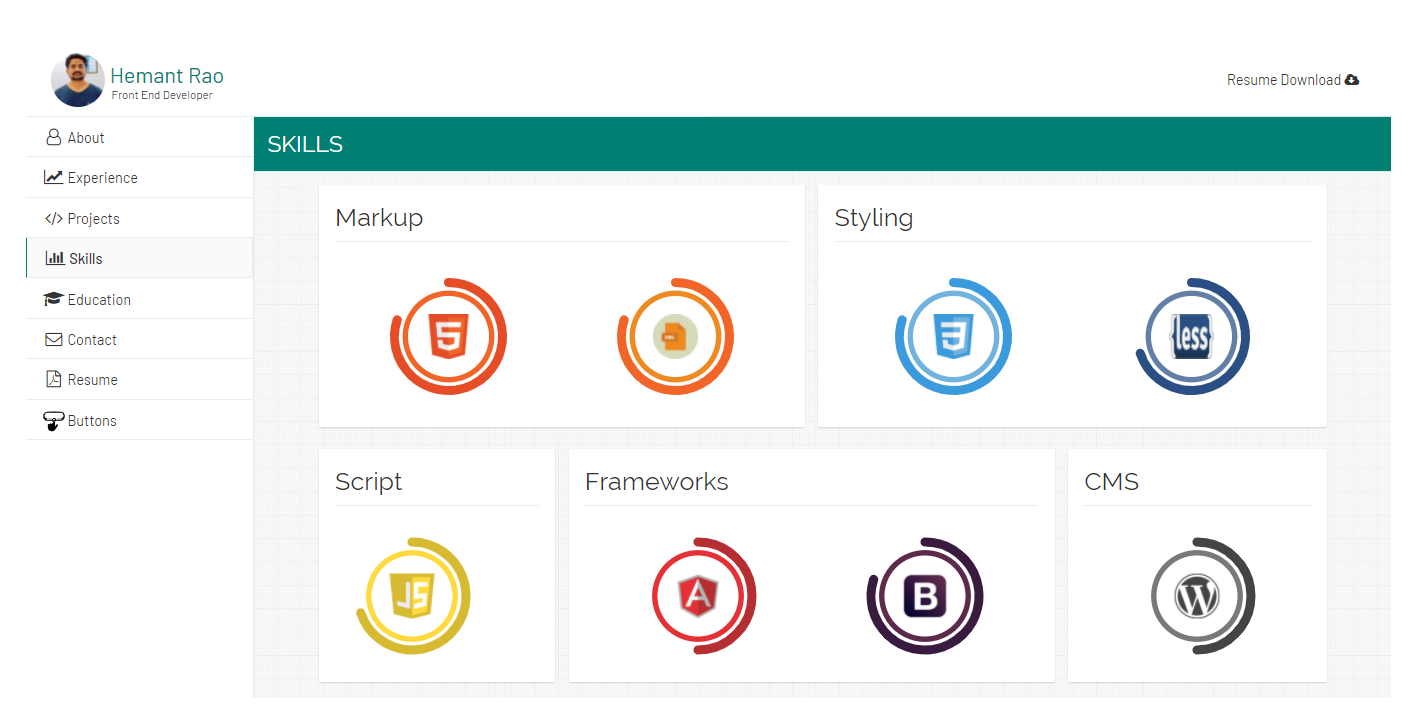 Hemant Rao
Front End Developer
Resume Download
About
Experience
Projects
Skills
Education
Contact
Resume
Buttons
SKILLS
Markup
5
Styling
3
{less}
Script
JS
Frameworks
A
B
CMS
W